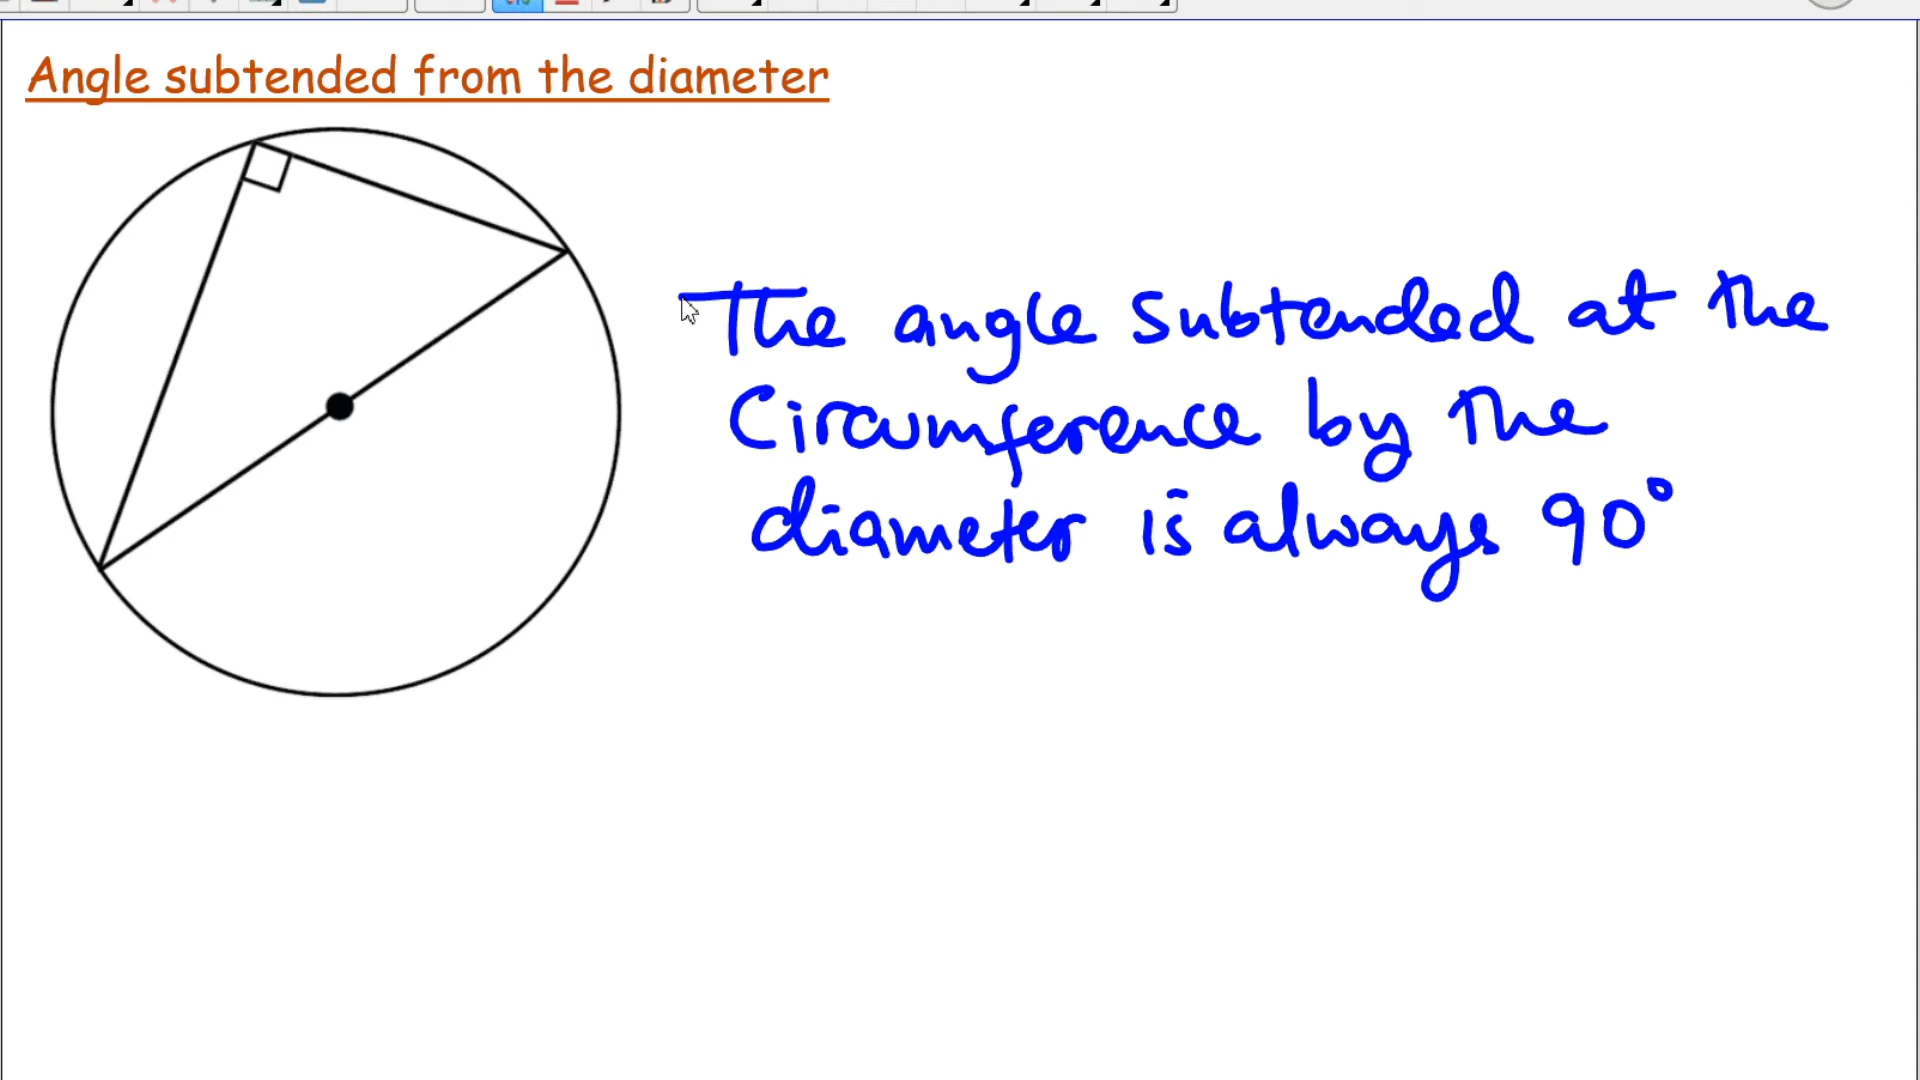 Angle subtended from the diameter
The angle subtended at the
Circumference by the
diameter is always 90°